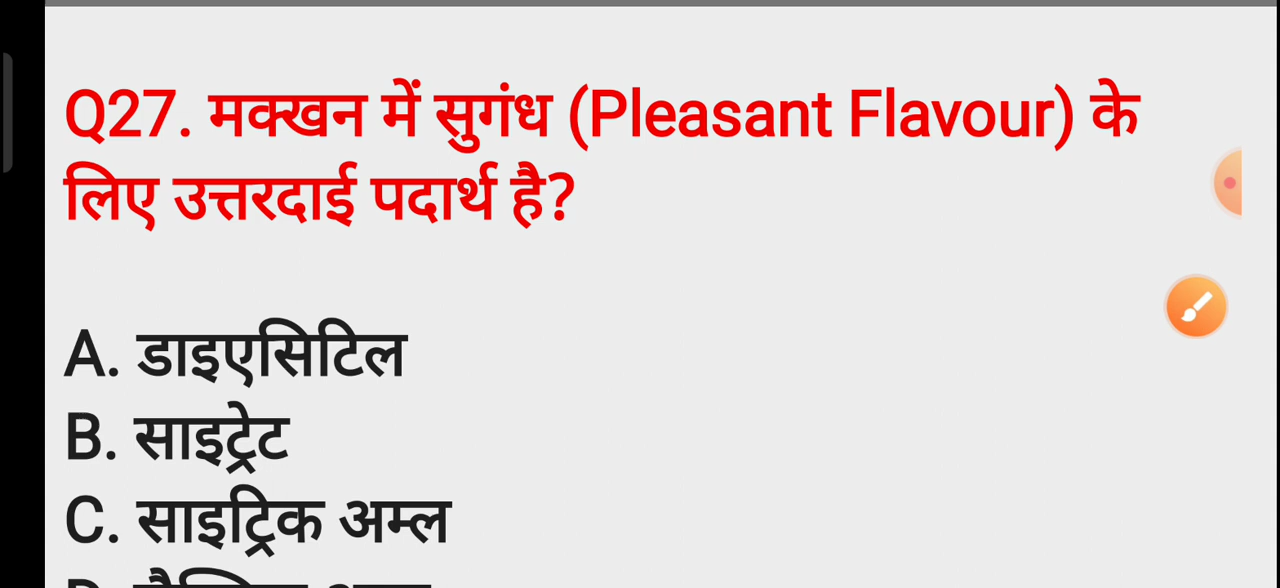 Q27. मक्खन में सुगंध (Pleasant Flavour) के
लिए उत्तरदाई पदार्थ है?
A. डाइएसिटिल
B. साइट्रेट
C. साइट्रिक अम्ल